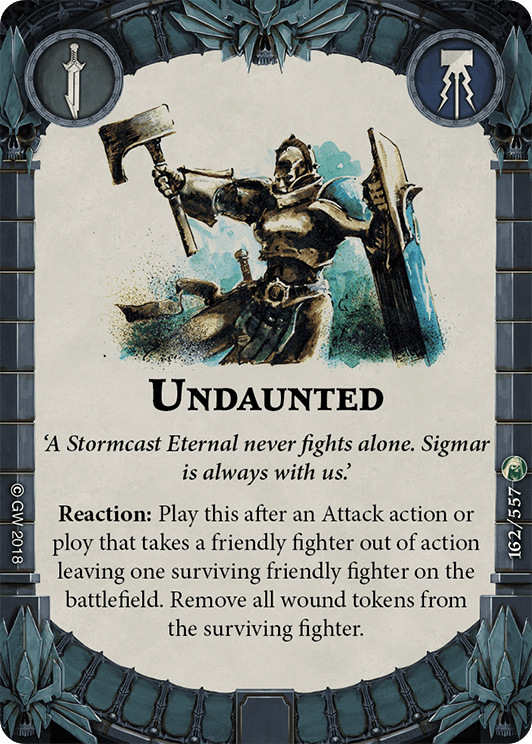 UNDAUNTED
‘A Stormcast Eternal never fights alone. Sigmar
is always with us.’
Reaction: Play this after an Attack action or
ploy that takes a friendly fighter out of action
leaving one surviving friendly fighter on the
battlefield. Remove all wound tokens from
the surviving fighter.
© GW 2018
162/557